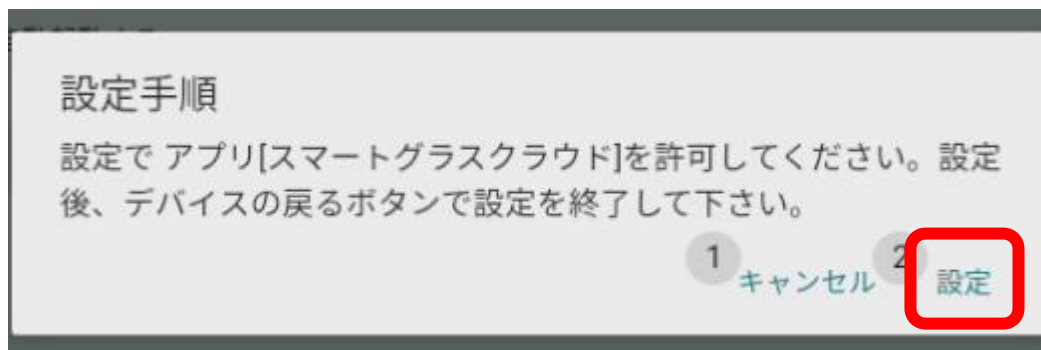 設定手順
設定で アプリ[スマートグラスクラウド]を許可してください。設定
後、デバイスの戻るボタンで設定を終了して下さい。
1 キャンセル 2 設定